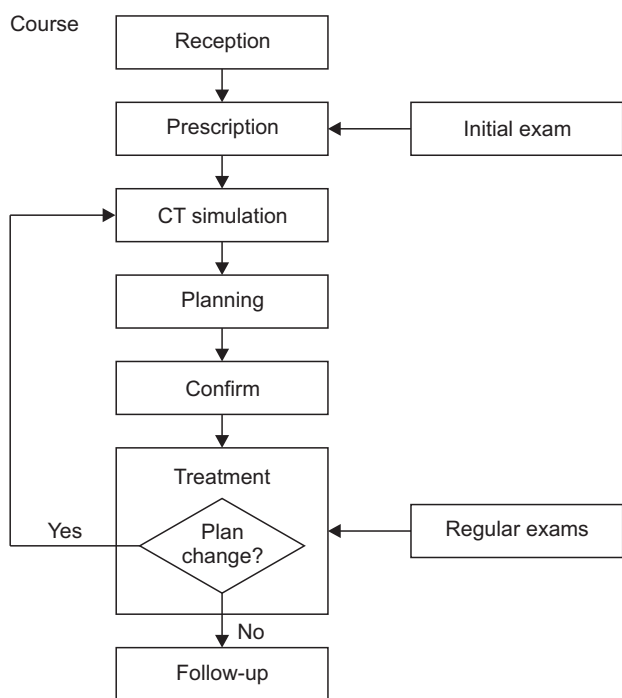 Course
Reception
Prescription
Initial exam
CT simulation
Planning
Confirm
Treatment
Plan
change?
Yes
Regular exams
No
Follow-up